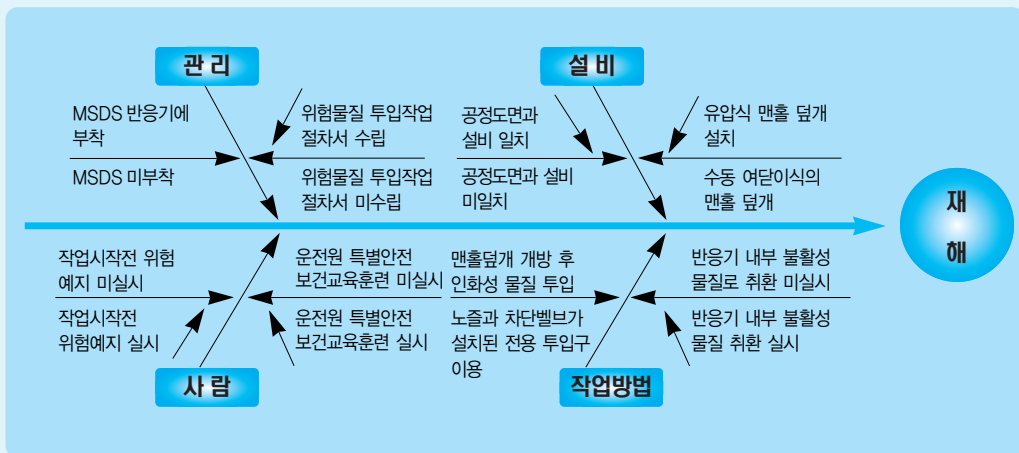 관 리
설 비
MSDS 반응기에
부착
위험물질 투입작업
절차서 수립
공정도면과
설비 일치
유압식 맨홀 덮개
설치
MSDS 미부착
위험물질 투입작업
절차서 미수립
공정도면과 설비
미일치
수동 여닫이식의
맨홀 덮개
재
해
작업시작전 위험
예지 미실시
운전원 특별안전
보건교육훈련 미실시
맨홀덮개 개방 후
인화성 물질 투입
반응기 내부 불활성
물질로 취환 미실시
작업시작전
위험예지 실시
운전원 특별안전
보건교육훈련 실시
노즐과 차단벨브가
설치된 전용 투입구
이용
반응기 내부 불활성
물질 취환 실시
사 람
작업방법